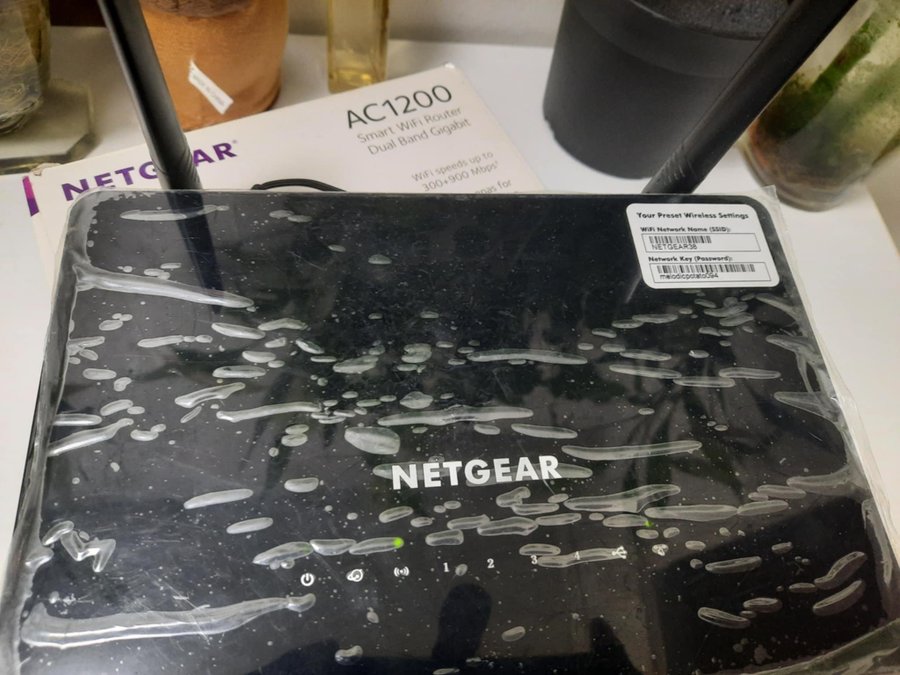 AC1200
Smart WiFi Router
Dual Band Gigabit
NETGEAR
WiFi speeds up to
300+900 Mbps†
for
Your Preset Wireless Settings
WiFi Network Name (SSID):
NETGEAR38
Network Key (Password):
melodicpotato094
NETGEAR
1 2 3 4